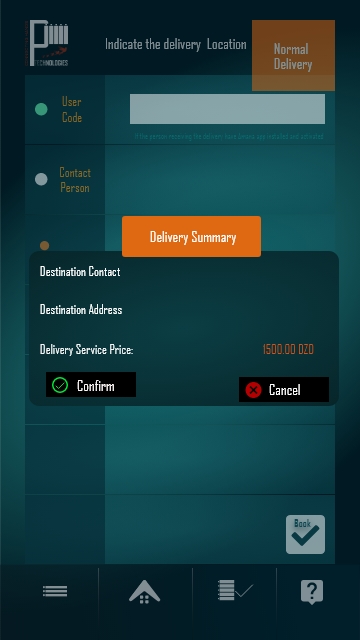 TECHNOLOGIES
Indicate the delivery Location
Normal
Delivery
User
Code
Contact
Person
Delivery Summary
Destination Contact
Destination Address
Delivery Service Price: 1500.00 DZD
Confirm
Cancel
Book
?